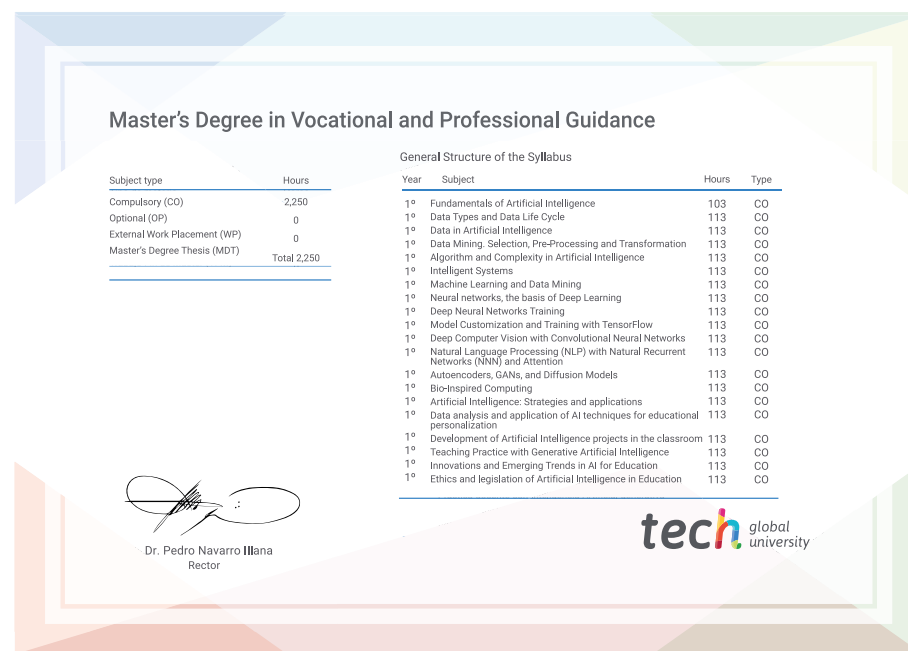 Master's Degree in Vocational and Professional Guidance
General Structure of the Syllabus
Subject type Hours
Compulsory (CO) 2,250
Optional (OP) 0
External Work Placement (WP) 0
Master's Degree Thesis (MDT)
Total 2,250
Year Subject Hours Type
1º Fundamentals of Artificial Intelligence 103 CO
1º Data Types and Data Life Cycle 113 CO
1º Data in Artificial Intelligence 113 CO
1º Data Mining. Selection, Pre-Processing and Transformation 113 CO
1º Algorithm and Complexity in Artificial Intelligence 113 CO
1º Intelligent Systems 113 CO
1º Machine Learning and Data Mining 113 CO
1º Neural networks, the basis of Deep Learning 113 CO
1º Deep Neural Networks Training 113 CO
1º Model Customization and Training with TensorFlow 113 CO
1º Deep Computer Vision with Convolutional Neural Networks 113 CO
1º Natural Language Processing (NLP) with Natural Recurrent 113 CO
Networks (NNN) and Attention
1º Autoencoders, GANs, and Diffusion Models 113 CO
1º Bio-Inspired Computing 113 CO
1º Artificial Intelligence: Strategies and applications 113 CO
1º Data analysis and application of AI techniques for educational 113 CO
personalization
1º Development of Artificial Intelligence projects in the classroom 113 CO
1º Teaching Practice with Generative Artificial Intelligence 113 CO
1º Innovations and Emerging Trends in AI for Education 113 CO
1º Ethics and legislation of Artificial Intelligence in Education 113 CO
Dr. Pedro Navarro Illana
Rector
tech global
university